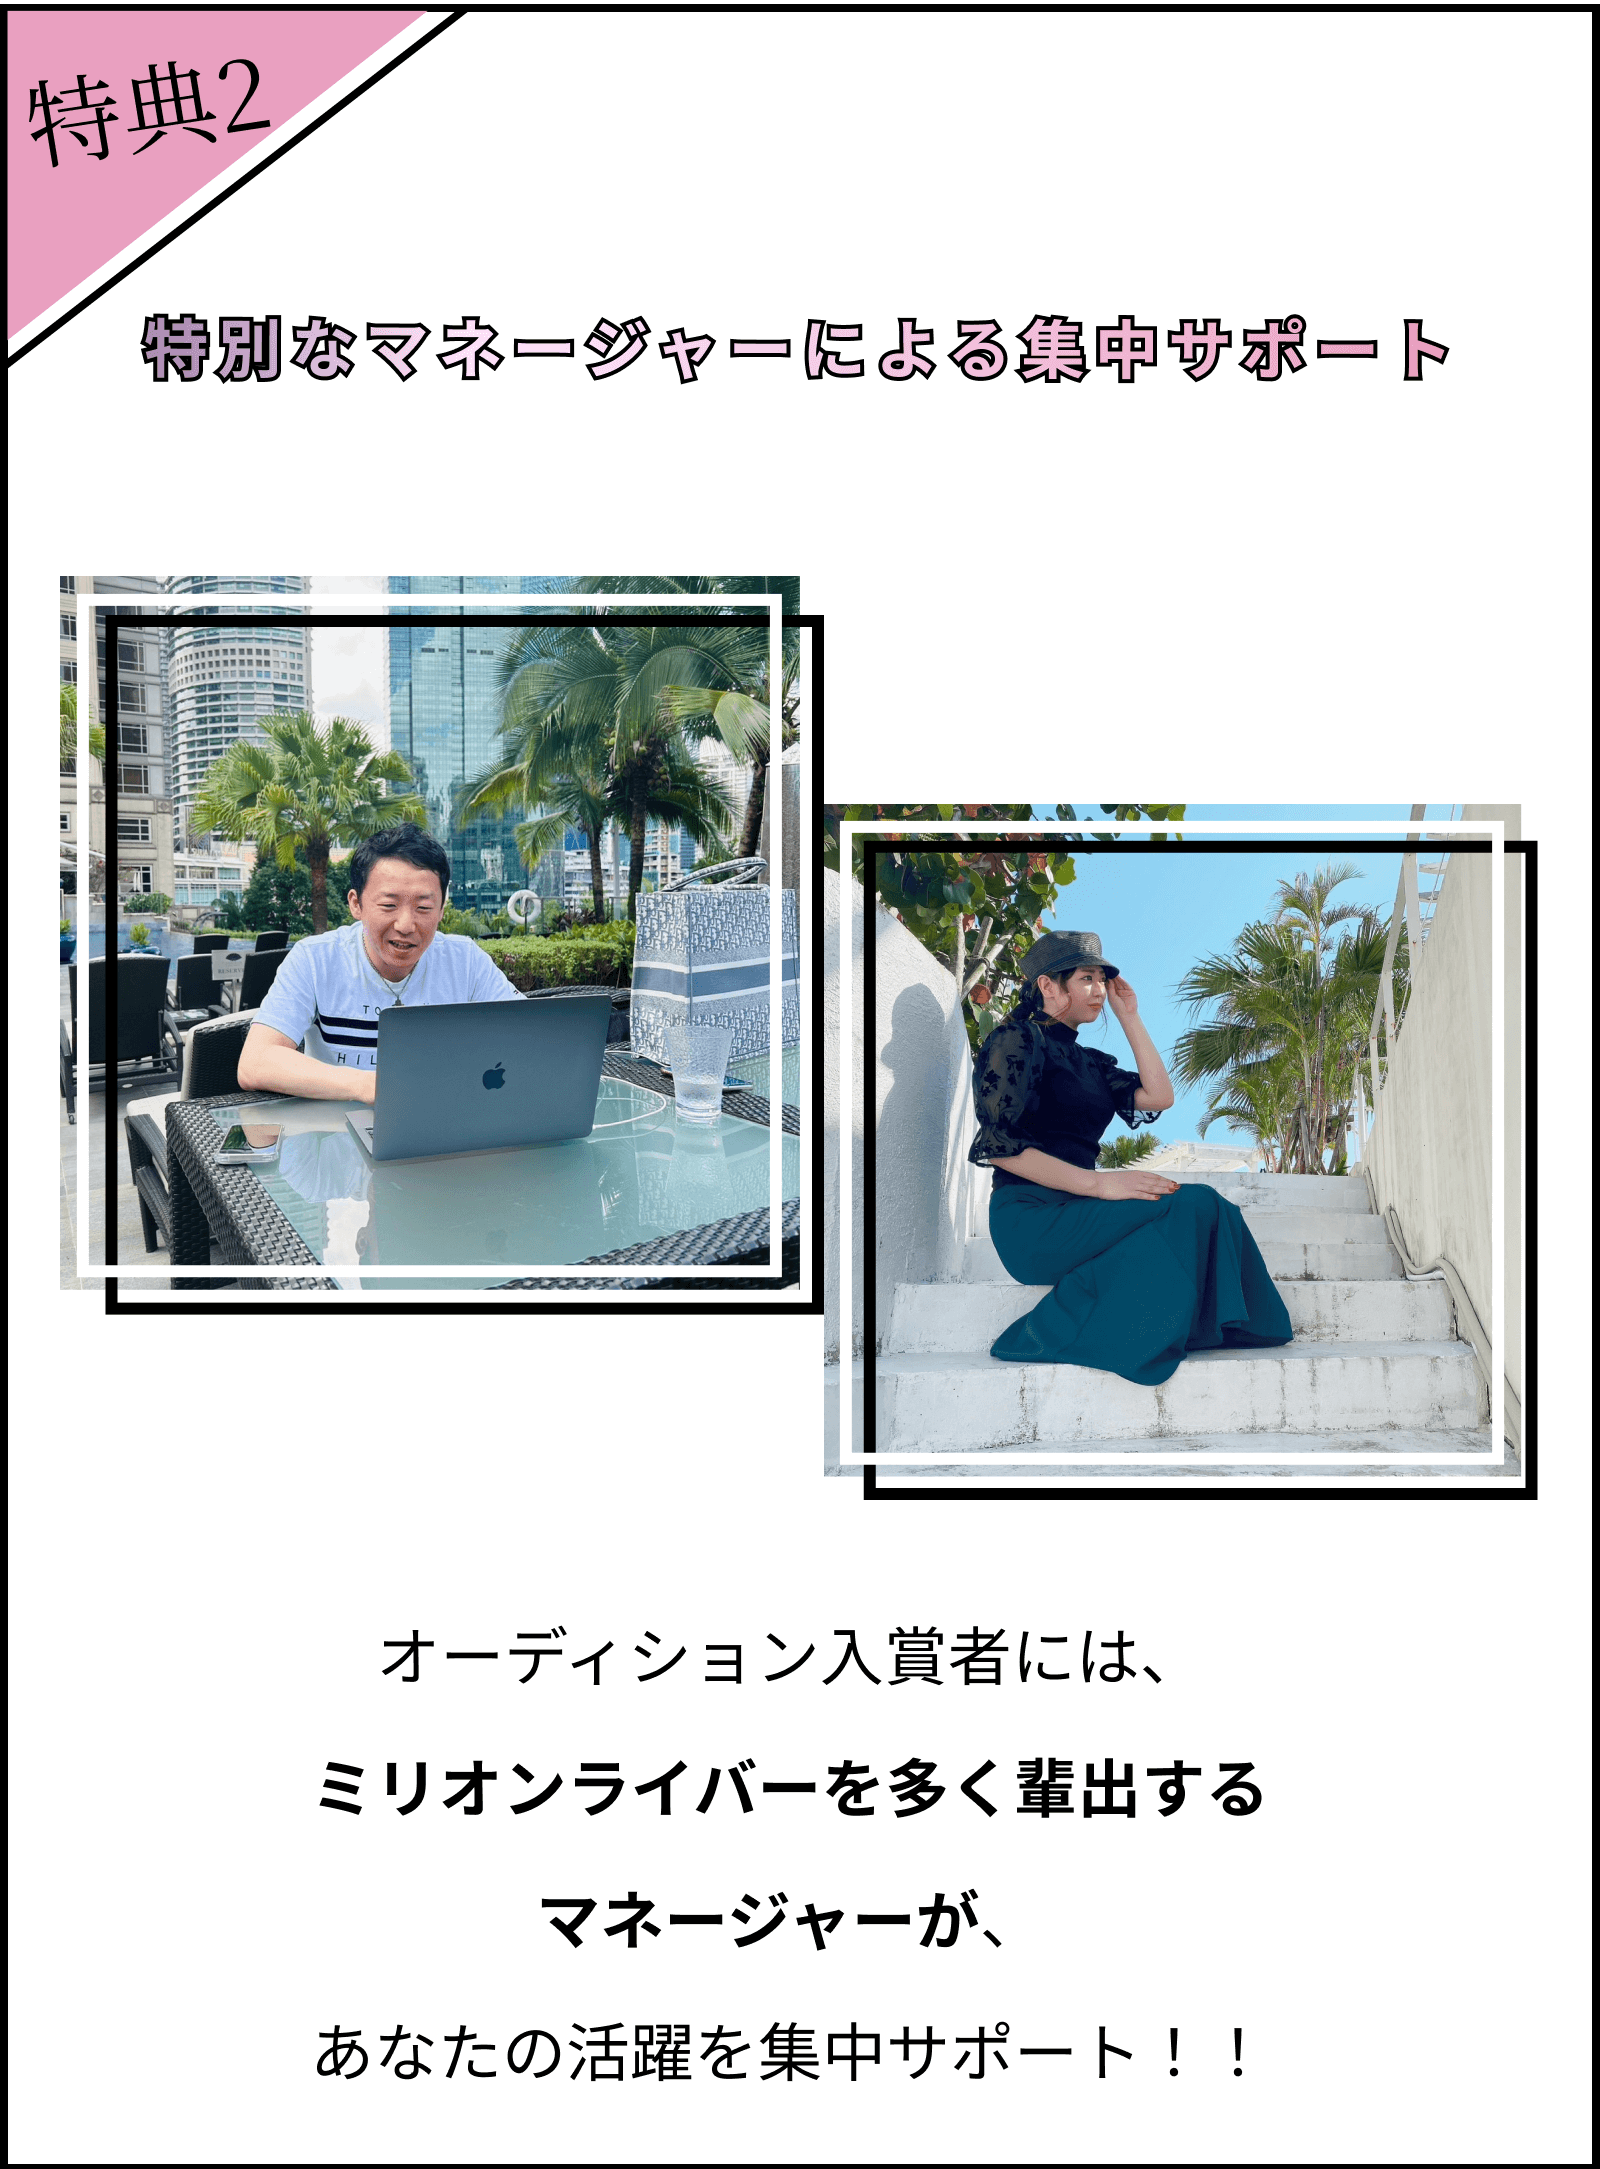 特典2
特別なマネージャーによる集中サポート
TO
HIL
オーディション入賞者には、
ミリオンライバーを多く輩出する
マネージャーが、
あなたの活躍を集中サポート！！